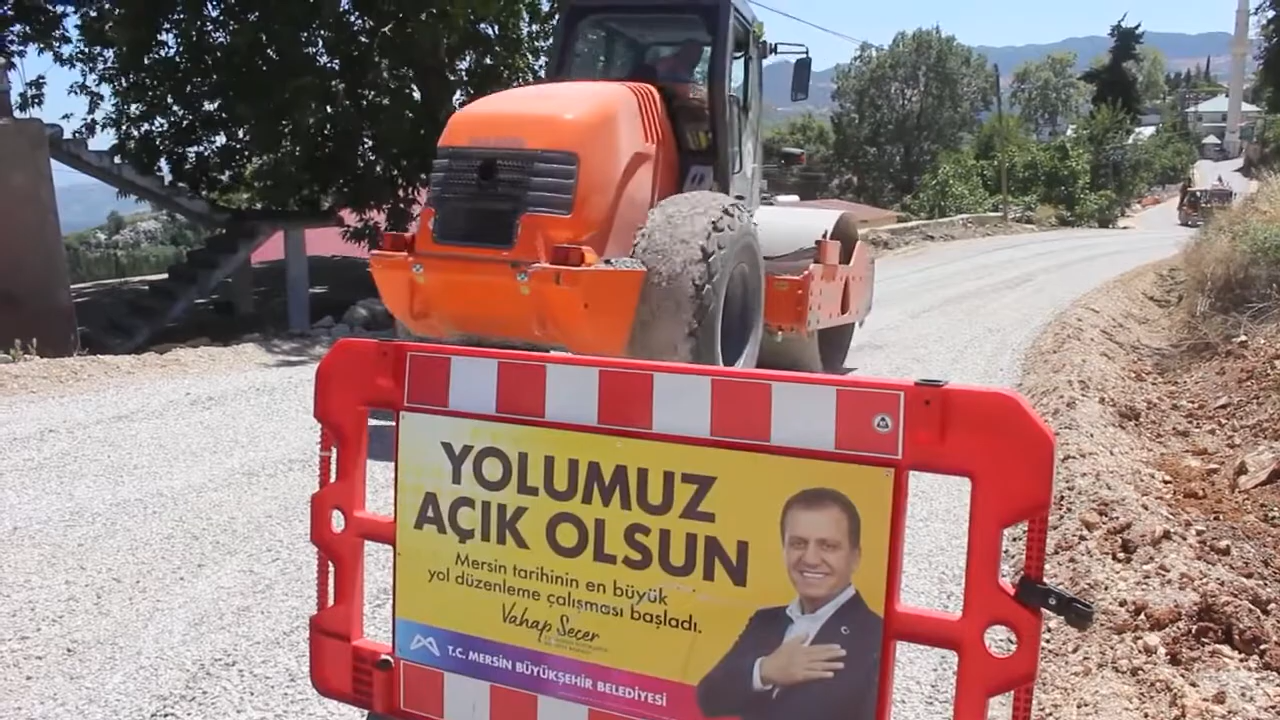 YOLUMUZ
AÇIK OLSUN
Mersin tarihinin en büyük
yol düzenleme çalışması başladı.
Vahap Seçer
T.C. MERSİN BÜYÜKŞEHİR BELEDİYESİ